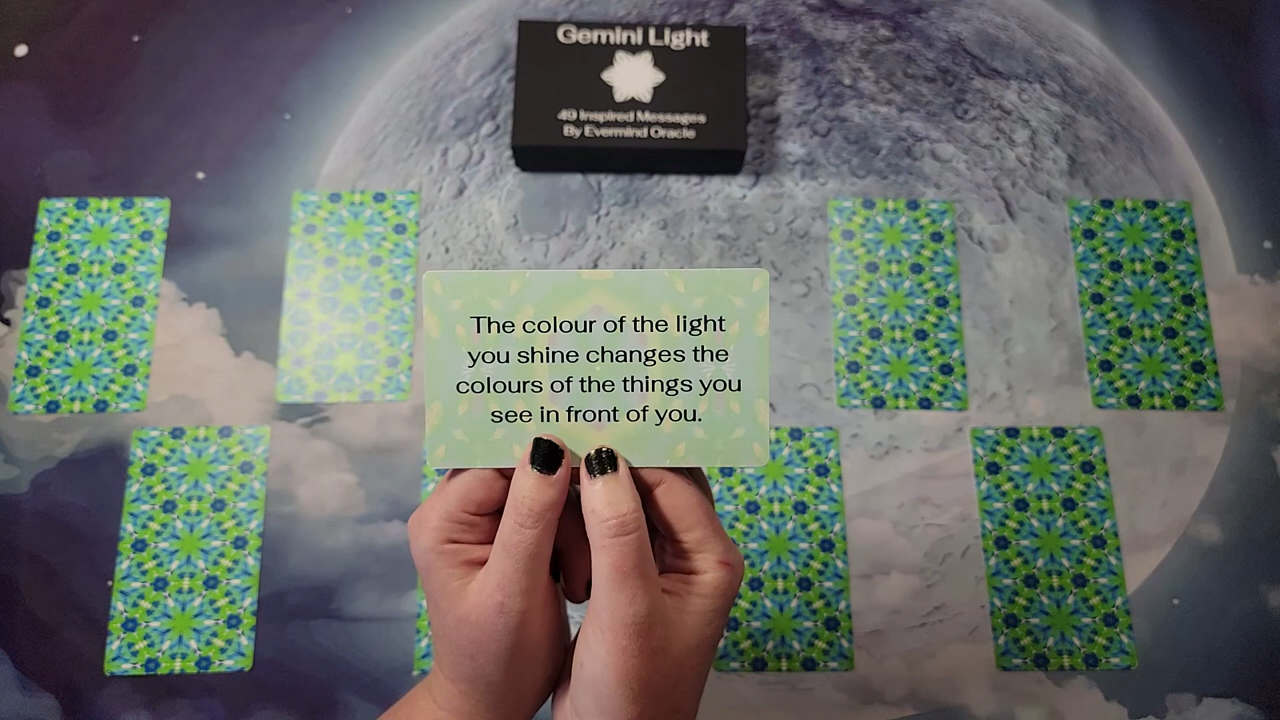 Gemini Light
49 Inspired Messages
By Evermind Oracle
The colour of the light
you shine changes the
colours of the things you
see in front of you.